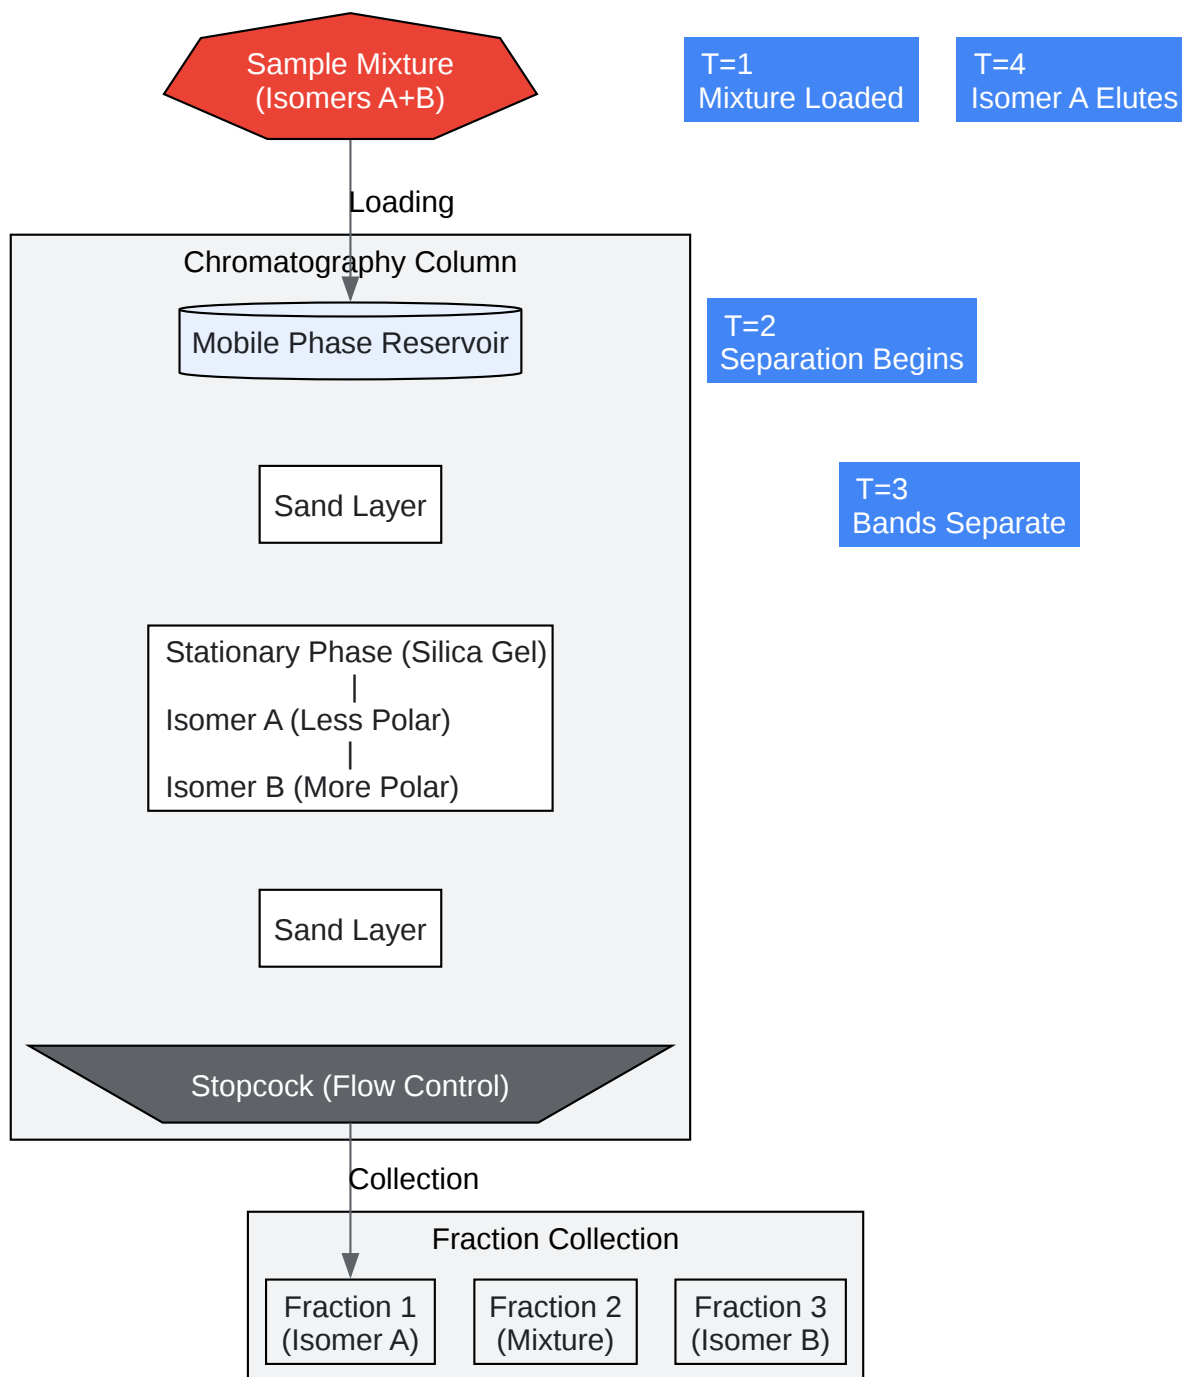 Sample Mixture
(Isomers A+B)
T=1
Mixture Loaded
T=4
Isomer A Elutes
Loading
Chromatography Column
Mobile Phase Reservoir
T=2
Separation Begins
Sand Layer
T=3
Bands Separate
Stationary Phase (Silica Gel)
|
Isomer A (Less Polar)
|
Isomer B (More Polar)
Sand Layer
Stopcock (Flow Control)
Collection
Fraction Collection
Fraction 1
(Isomer A)
Fraction 2
(Mixture)
Fraction 3
(Isomer B)